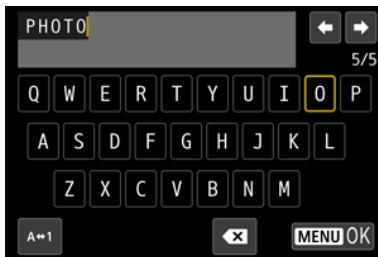 PHOTO
5/5
Q W E R T Y U I O P
A S D F G H J K L
Z X C V B N M
A↔1 MENU OK